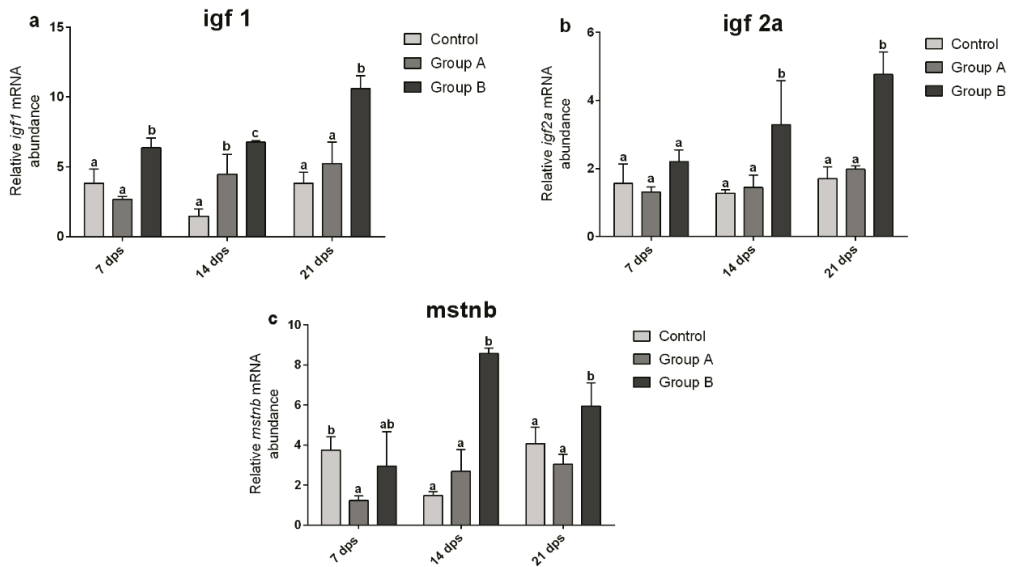 a
igf 1
Relative igf1 mRNA
abundance
15
10
5
0
a
a
b
a
b
c
a
a
b
7 dps
14 dps
21 dps
Control
Group A
Group B
b
igf 2a
Relative igf2a mRNA
abundance
6
4
2
0
a
a
a
a
a
b
a
a
b
7 dps
14 dps
21 dps
Control
Group A
Group B
c
mstnb
Relative mstnb mRNA
abundance
10
8
6
4
2
0
b
a
ab
a
a
b
a
a
b
7 dps
14 dps
21 dps
Control
Group A
Group B